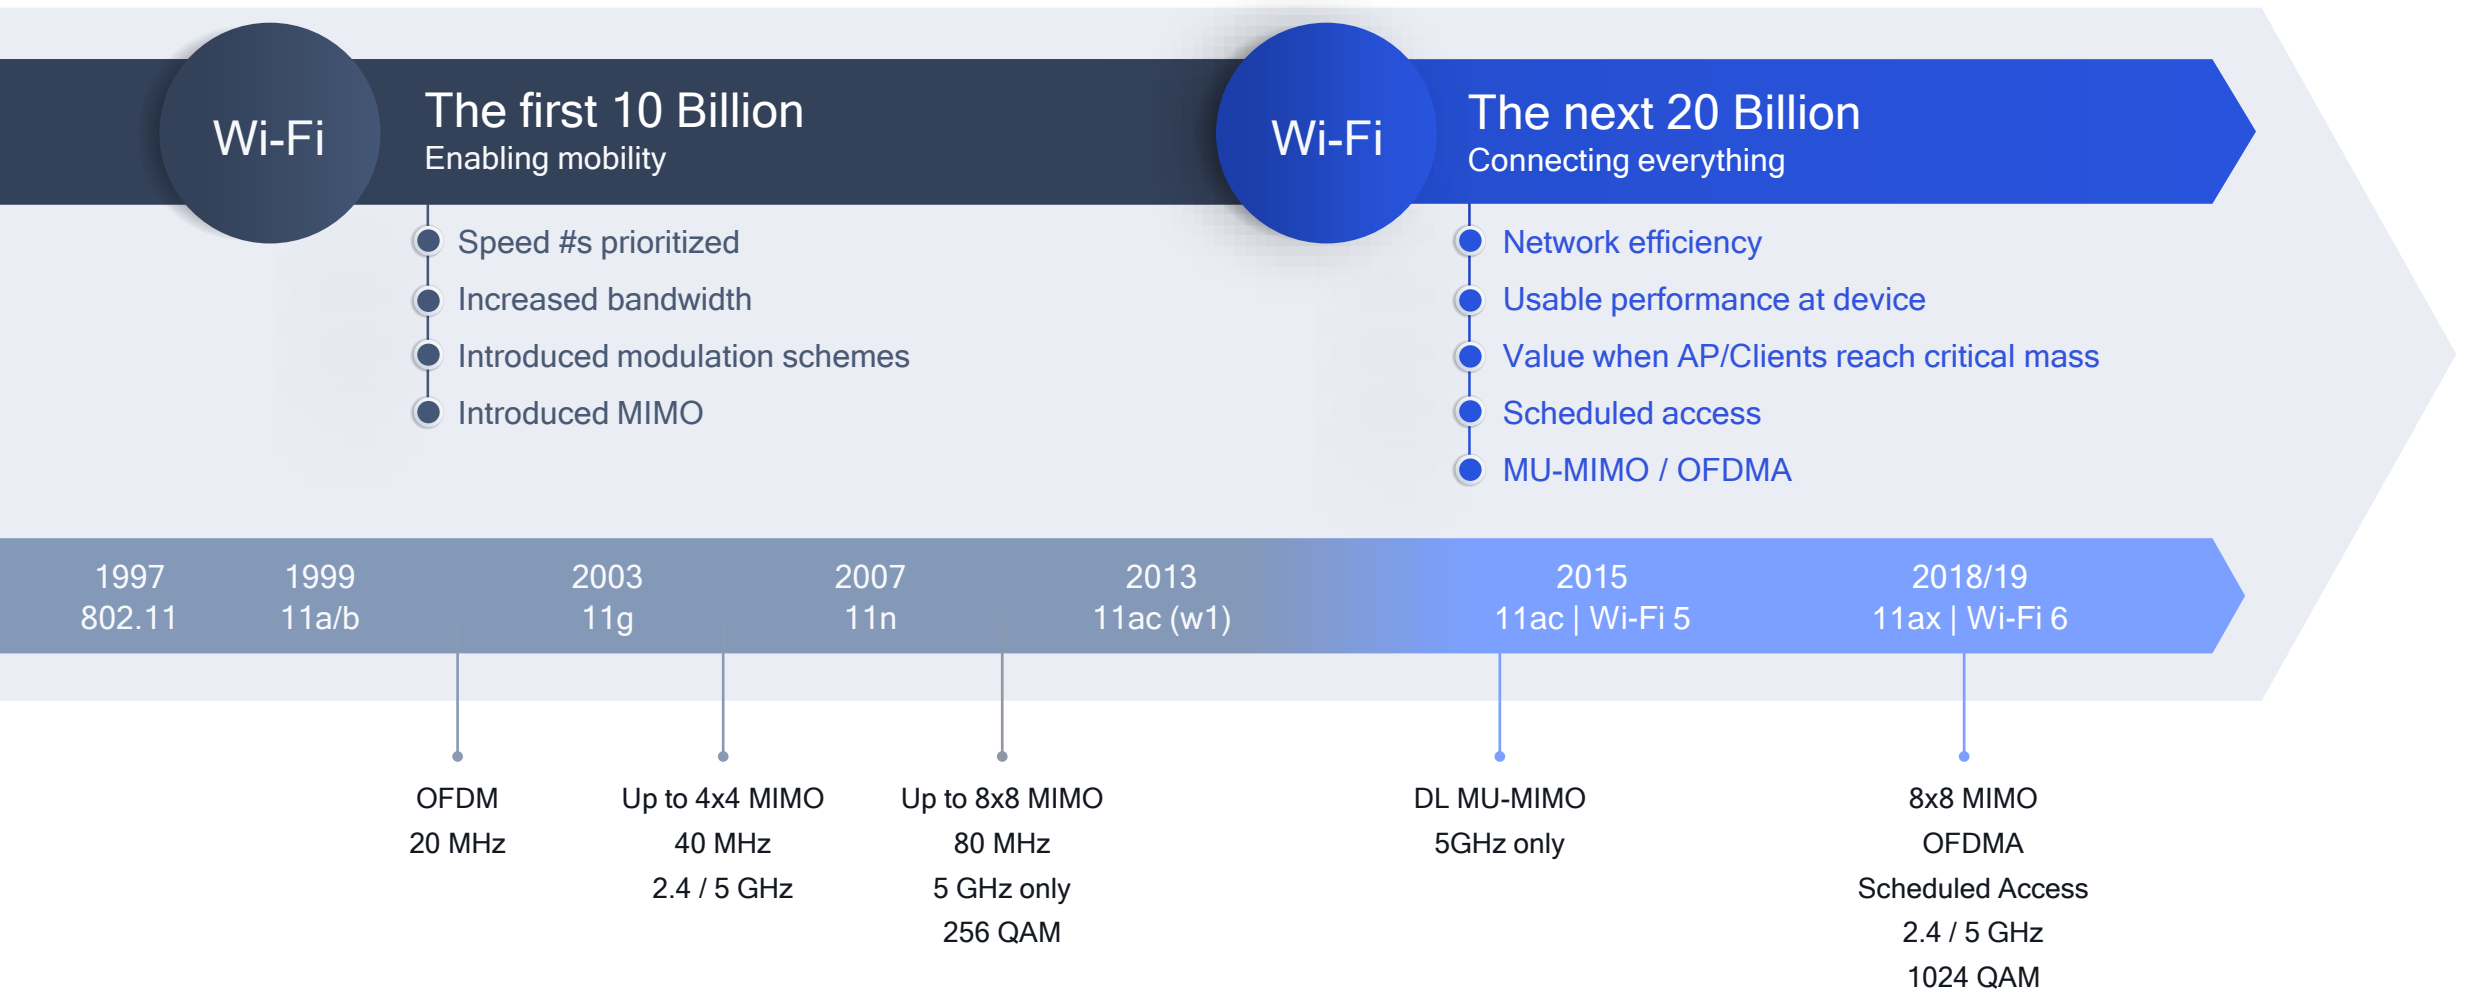 Wi-Fi
The first 10 Billion
Enabling mobility
Speed #s prioritized
Increased bandwidth
Introduced modulation schemes
Introduced MIMO
Wi-Fi
The next 20 Billion
Connecting everything
Network efficiency
Usable performance at device
Value when AP/Clients reach critical mass
Scheduled access
MU-MIMO / OFDMA
1997
802.11
1999
11a/b
2003
11g
2007
11n
2013
11ac (w1)
2015
11ac | Wi-Fi 5
2018/19
11ax | Wi-Fi 6
OFDM
20 MHz
Up to 4x4 MIMO
40 MHz
2.4 / 5 GHz
Up to 8x8 MIMO
80 MHz
5 GHz only
256 QAM
DL MU-MIMO
5GHz only
8x8 MIMO
OFDMA
Scheduled Access
2.4 / 5 GHz
1024 QAM